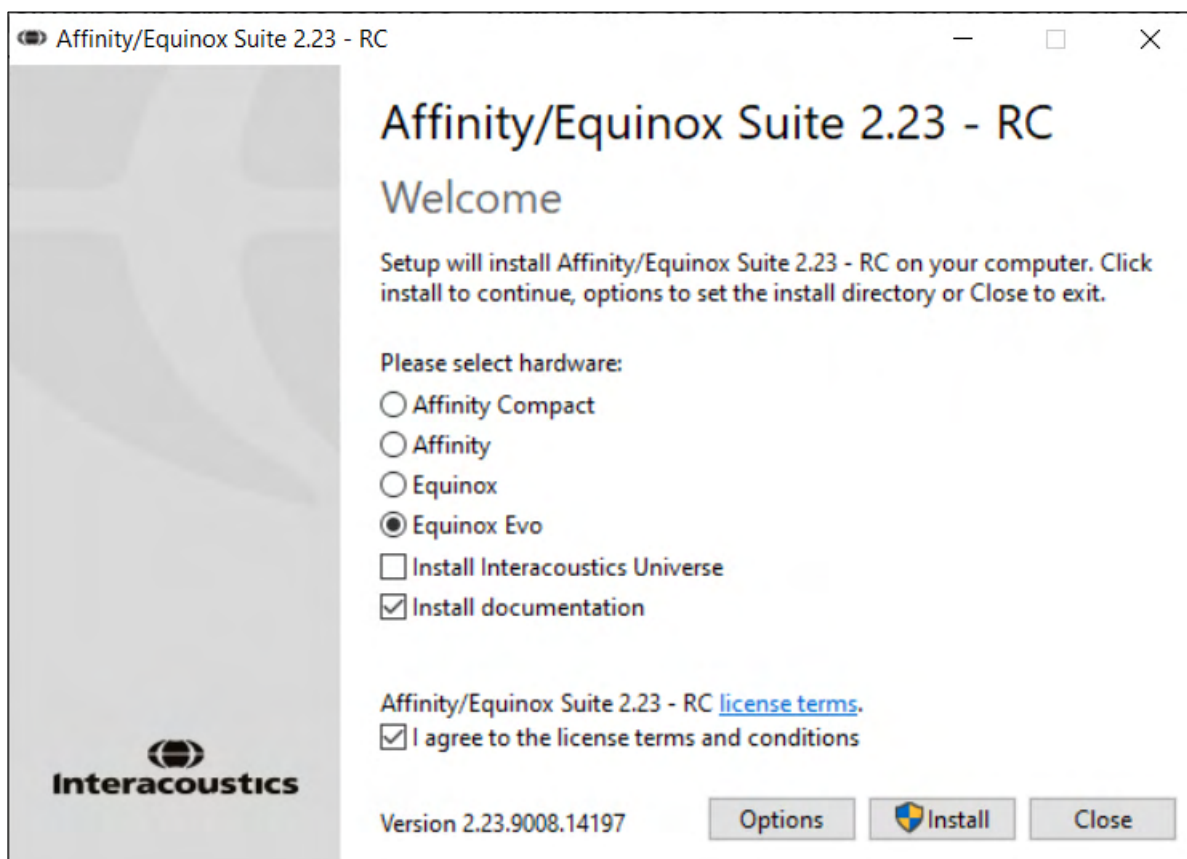 Affinity/Equinox Suite 2.23 - RC
Affinity/Equinox Suite 2.23 - RC
Welcome
Setup will install Affinity/Equinox Suite 2.23 - RC on your computer. Click
install to continue, options to set the install directory or Close to exit.
Please select hardware:
Affinity Compact
Affinity
Equinox
Equinox Evo
Install Interacoustics Universe
Install documentation
Affinity/Equinox Suite 2.23 - RC license terms.
I agree to the license terms and conditions
Interacoustics
Version 2.23.9008.14197
Options
Install
Close